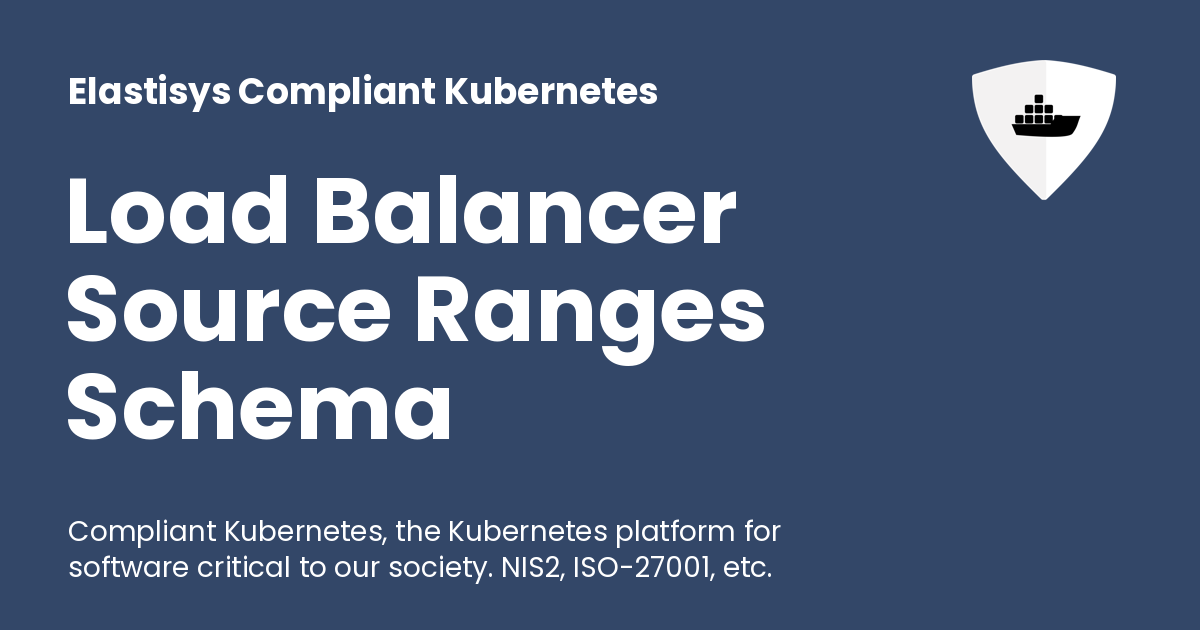 Elastisys Compliant Kubernetes
Load Balancer
Source Ranges
Schema
Compliant Kubernetes, the Kubernetes platform for
software critical to our society. NIS2, ISO-27001, etc.